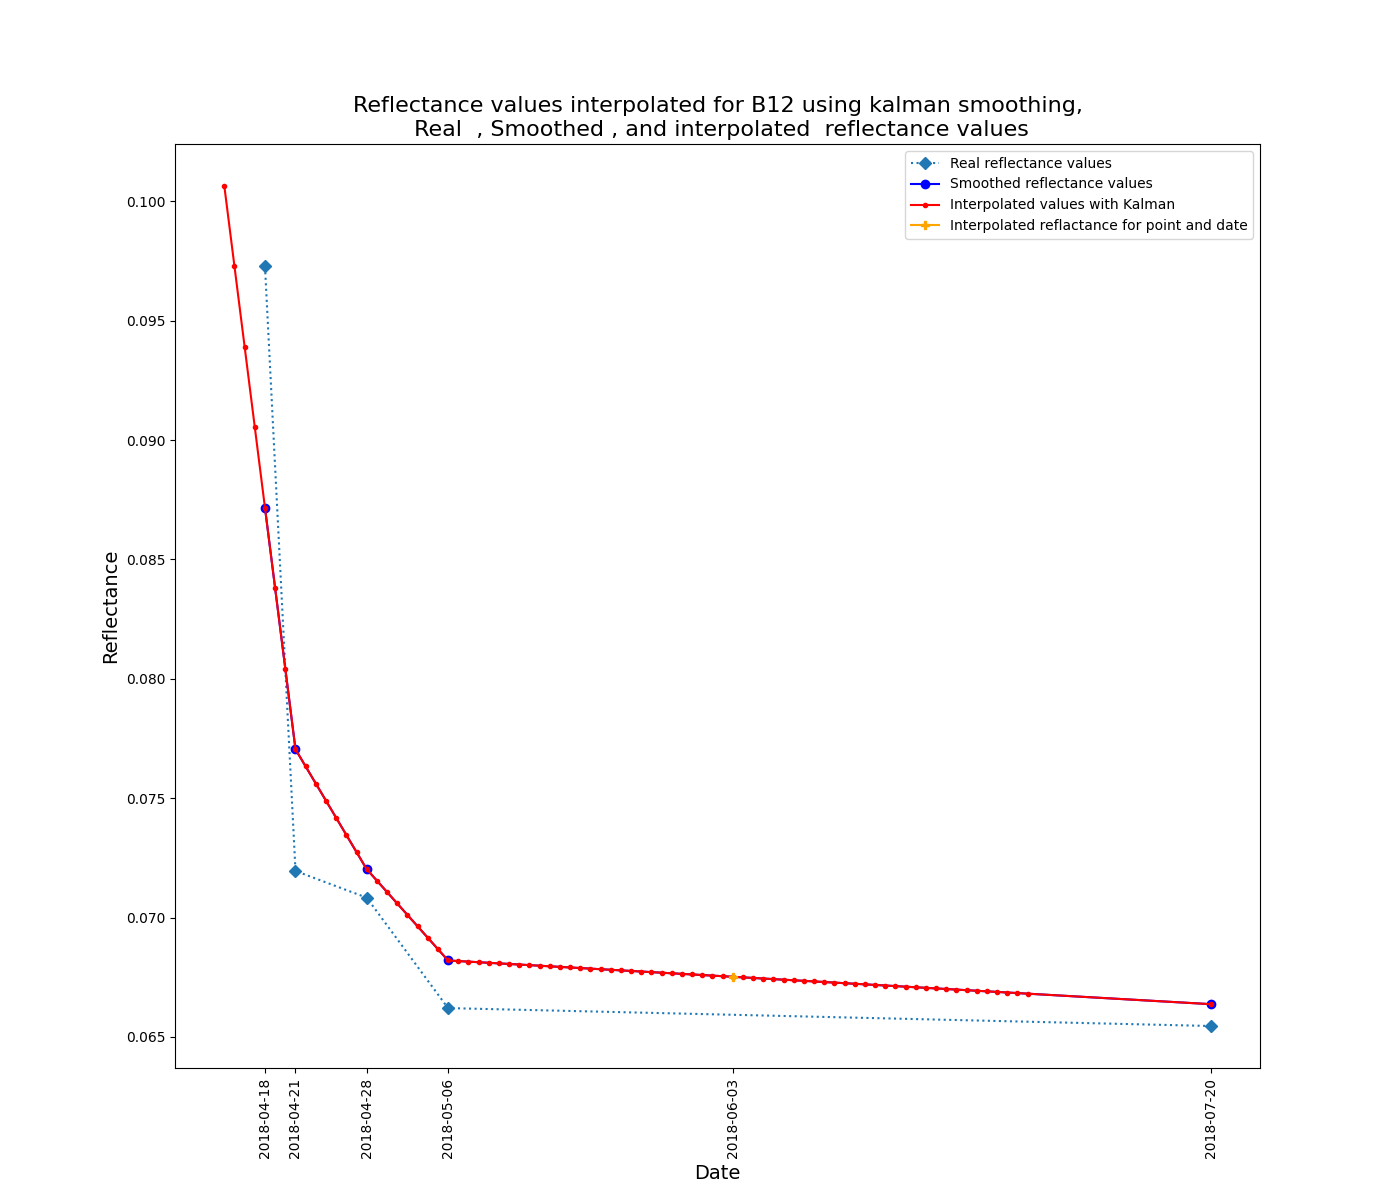 Reflectance values interpolated for B12 using kalman smoothing,
Real , Smoothed , and interpolated reflectance values
Real reflectance values
Smoothed reflectance values
Interpolated values with Kalman
Interpolated reflactance for point and date
0.100
0.095
0.090
0.085
0.080
0.075
0.070
0.065
Reflectance
2018-04-18
2018-04-21
2018-04-28
2018-05-06
2018-06-03
2018-07-20
Date